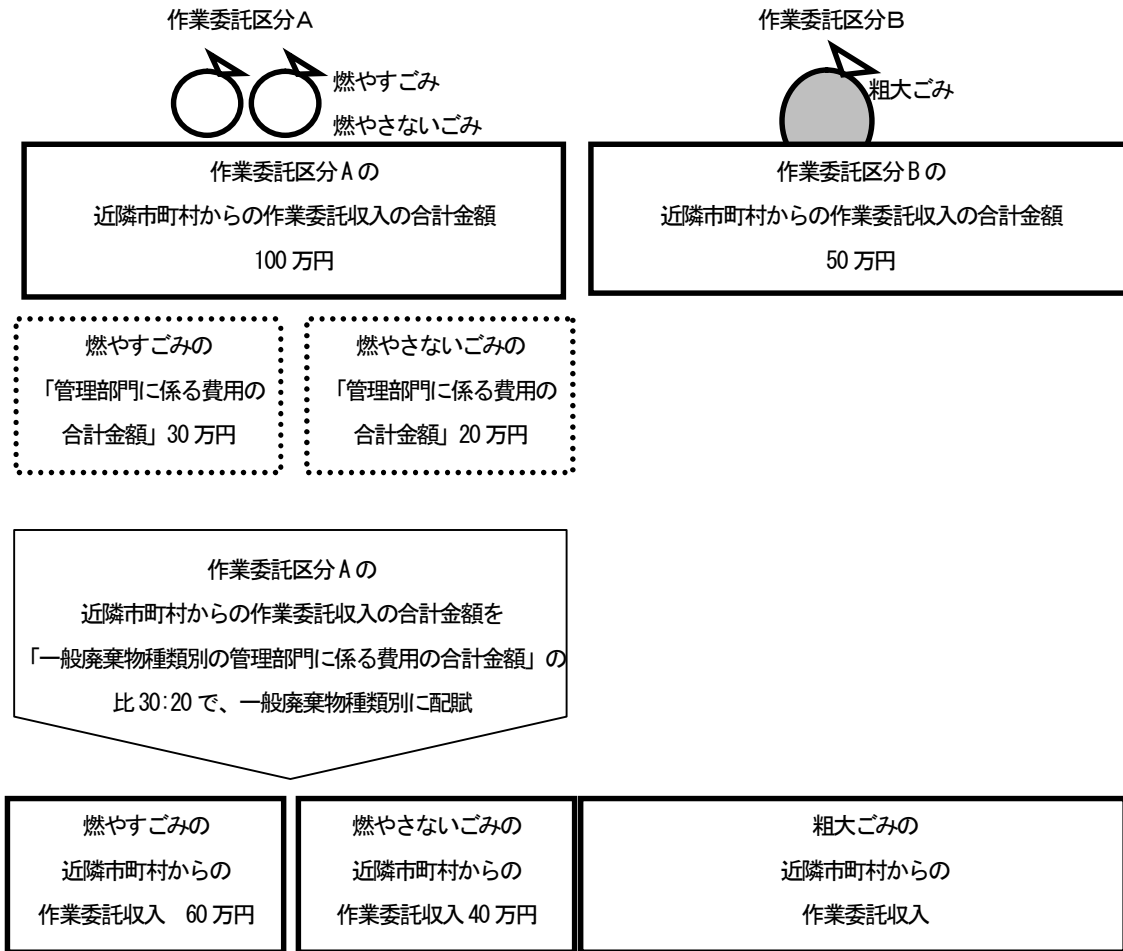 作業委託区分A
作業委託区分B
燃やすごみ
燃やさないごみ
粗大ごみ
作業委託区分Aの
近隣市町村からの作業委託収入の合計金額
100万円
作業委託区分Bの
近隣市町村からの作業委託収入の合計金額
50万円
燃やすごみの
「管理部門に係る費用の
合計金額」30万円
燃やさないごみの
「管理部門に係る費用の
合計金額」20万円
作業委託区分Aの
近隣市町村からの作業委託収入の合計金額を
「一般廃棄物種類別の管理部門に係る費用の合計金額」の
比30:20で、一般廃棄物種類別に配賦
燃やすごみの
近隣市町村からの
作業委託収入　60万円
燃やさないごみの
近隣市町村からの
作業委託収入40万円
粗大ごみの
近隣市町村からの
作業委託収入